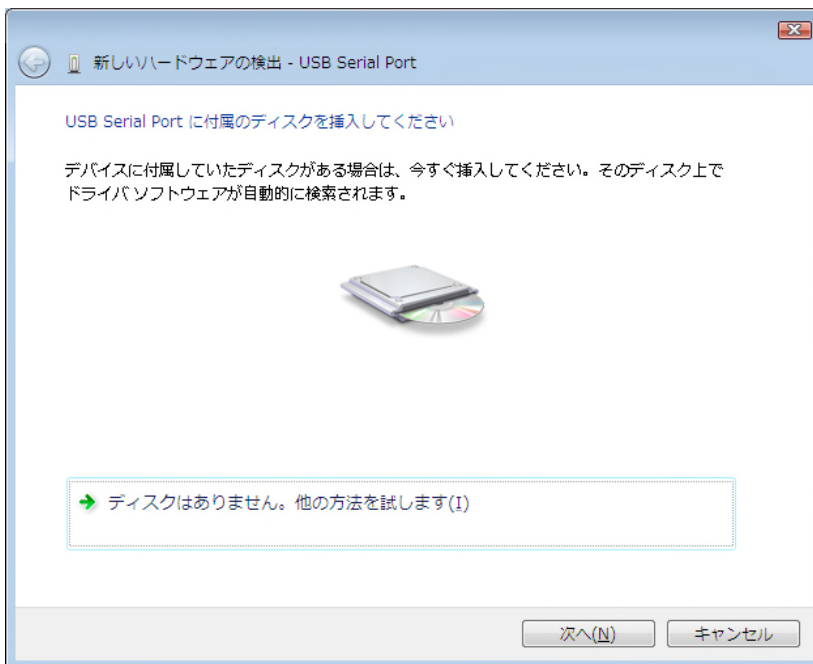 新しいハードウェアの検出 - USB Serial Port
USB Serial Port に付属のディスクを挿入してください
デバイスに付属していたディスクがある場合は、今すぐ挿入してください。そのディスク上で
ドライバ ソフトウェアが自動的に検索されます。
ディスクはありません。他の方法を試します(I)
次へ(N)
キャンセル